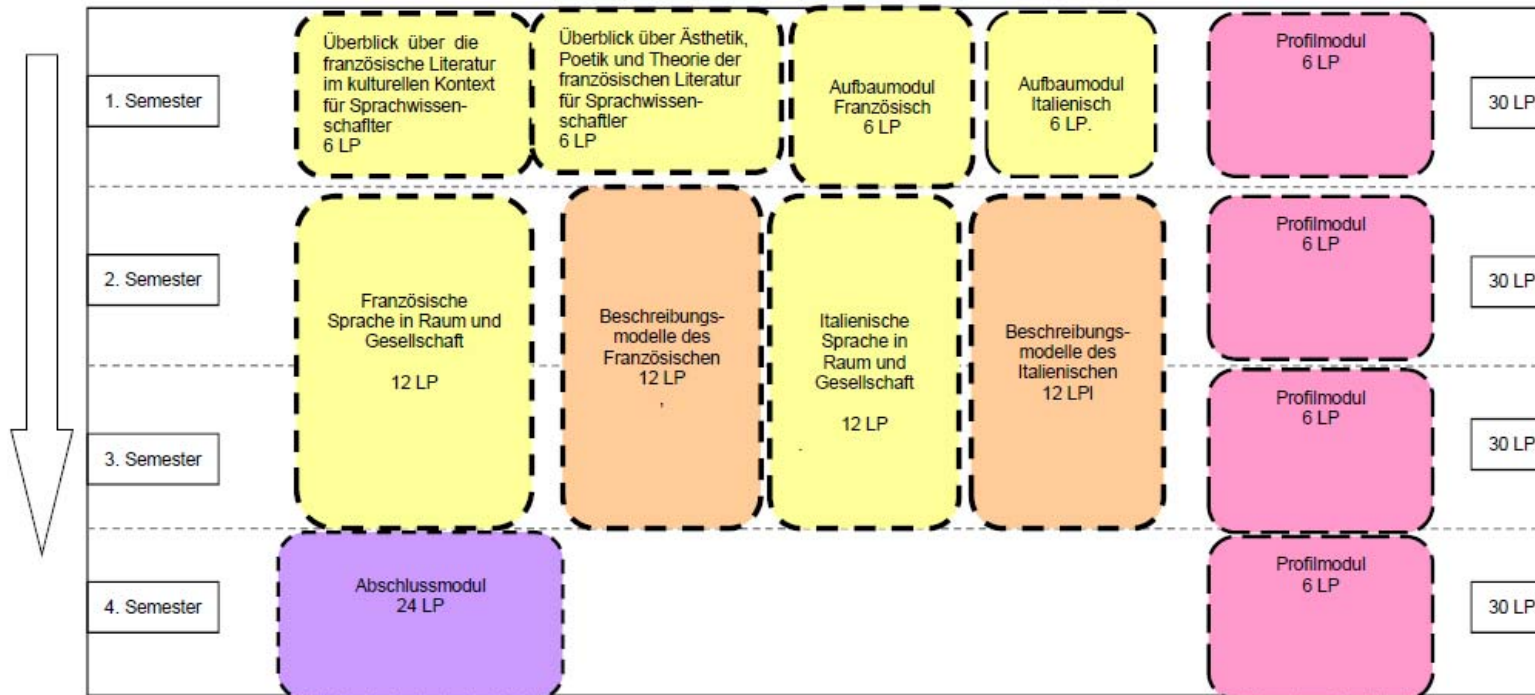 1. Semester
Überblick über die
französische Literatur
im kulturellen Kontext
für Sprachwissen-
schaflter
6 LP
Überblick über Ästhetik,
Poetik und Theorie der
französischen Literatur
für Sprachwissen-
schaftler
6 LP
Aufbaumodul
Französisch
6 LP
Aufbaumodul
Italienisch
6 LP.
Profilmodul
6 LP
30 LP
2. Semester
Französische
Sprache in Raum und
Gesellschaft
12 LP
Beschreibungs-
modelle des
Französischen
12 LP
,
Italienische
Sprache in
Raum und
Gesellschaft
12 LP
.
Beschreibungs-
modelle des
Italienischen
12 LPI
Profilmodul
6 LP
30 LP
3. Semester
Profilmodul
6 LP
30 LP
4. Semester
Abschlussmodul
24 LP
Profilmodul
6 LP
30 LP